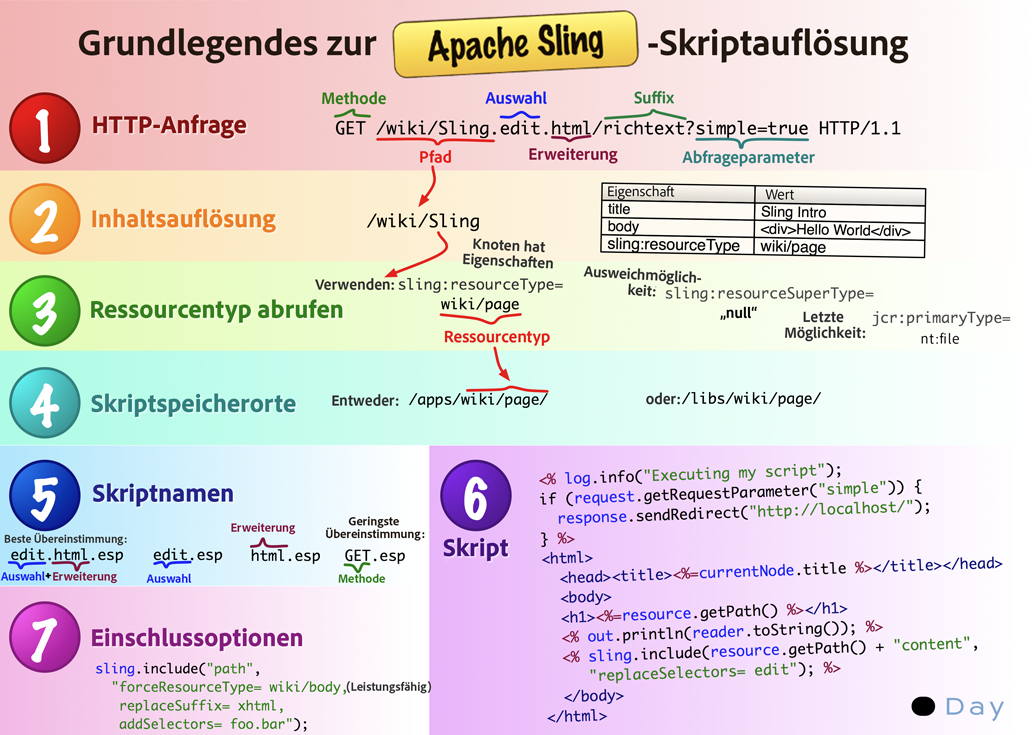 Grundlegendes zur Apache Sling -Skriptauflösung
1 HTTP-Anfrage
Methode Auswahl Suffix
GET /wiki/Sling.edit.html/richtext?simple=true HTTP/1.1
Pfad Erweiterung Abfrageparameter
2 Inhaltsauflösung
/wiki/Sling
Eigenschaft Wert
title Sling Intro
body <div>Hello World</div>
sling:resourceType wiki/page
Knoten hat
Eigenschaften
3 Ressourcentyp abrufen
Verwenden: sling:resourceType=
wiki/page
Ressourcentyp
Ausweichmöglich-
keit: sling:resourceSuperType=
„null“
Letzte
Möglichkeit: jcr:primaryType=
nt:file
4 Skriptspeicherorte
Entweder: /apps/wiki/page/
oder:/libs/wiki/page/
5 Skriptnamen
Beste Übereinstimmung:
edit.html.esp
Auswahl+Erweiterung
edit.esp
Auswahl
Erweiterung
html.esp
Geringste
Übereinstimmung:
GET.esp
Methode
6 Skript
<% log.info("Executing my script");
if (request.getRequestParameter("simple")) {
response.sendRedirect("http://localhost/");
} %>
<html>
<head><title><%=currentNode.title %></title></head>
<body>
<h1><%=resource.getPath() %></h1>
<% out.println(reader.toString()); %>
<% sling.include(resource.getPath() + "content",
"replaceSelectors= edit"); %>
</body>
</html>
7 Einschlussoptionen
sling.include("path",
"forceResourceType= wiki/body,(Leistungsfähig)
replaceSuffix= xhtml,
addSelectors= foo.bar");
Day